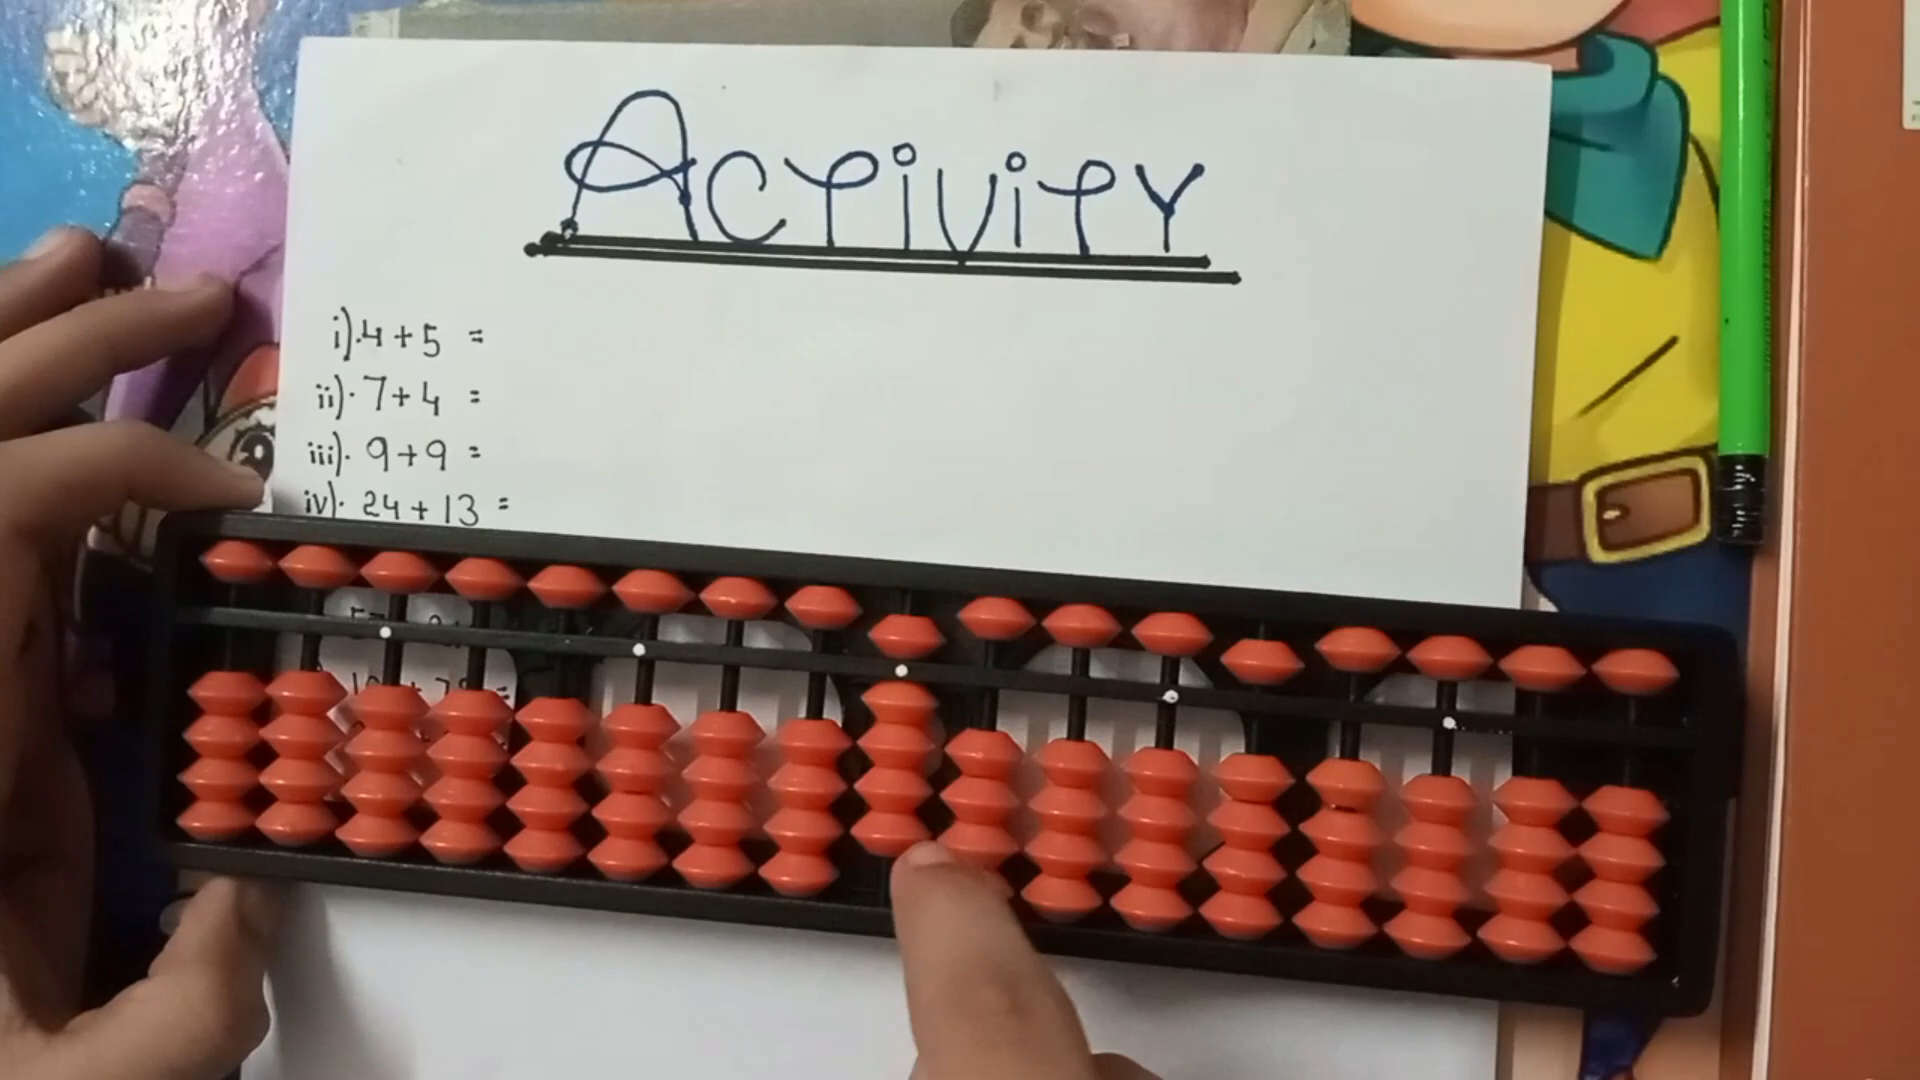 ACTIVITY
i). 4 + 5 =
ii). 7 + 4 =
iii). 9 + 9 =
iv). 24 + 13 =